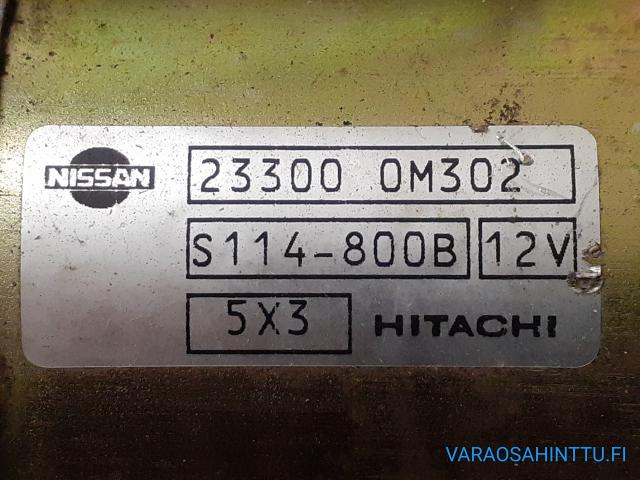 NISSAN 23300 0M302
S114-800B 12V
5X3 HITACHI
VARAOSAHINTTU.FI